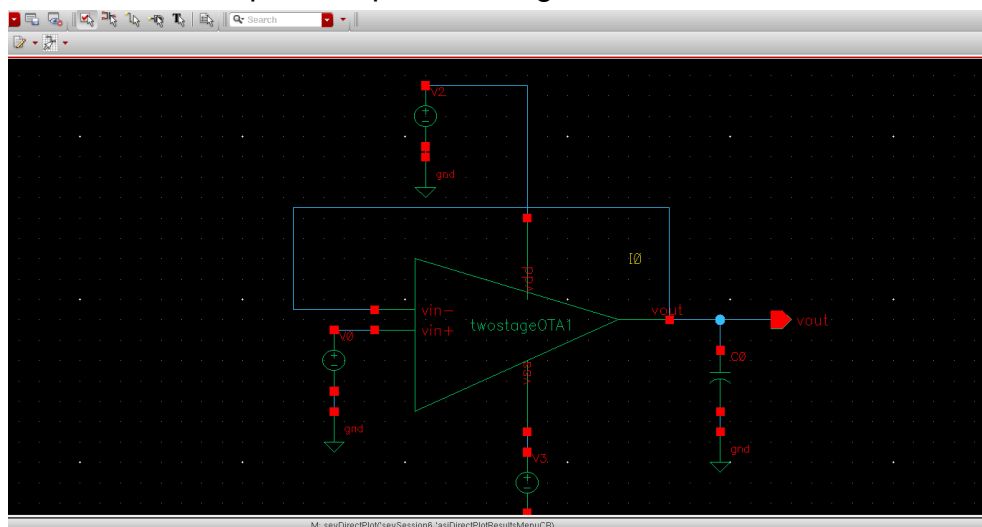 Search
V2
gnd
I0
vdd
vin-
vout
vin+
twostageOTA1
vout
V0
C0
vss
gnd
gnd
V3
M: sevDirectPlot('sevSession6 'asiDirectPlotResultsMenuCB)